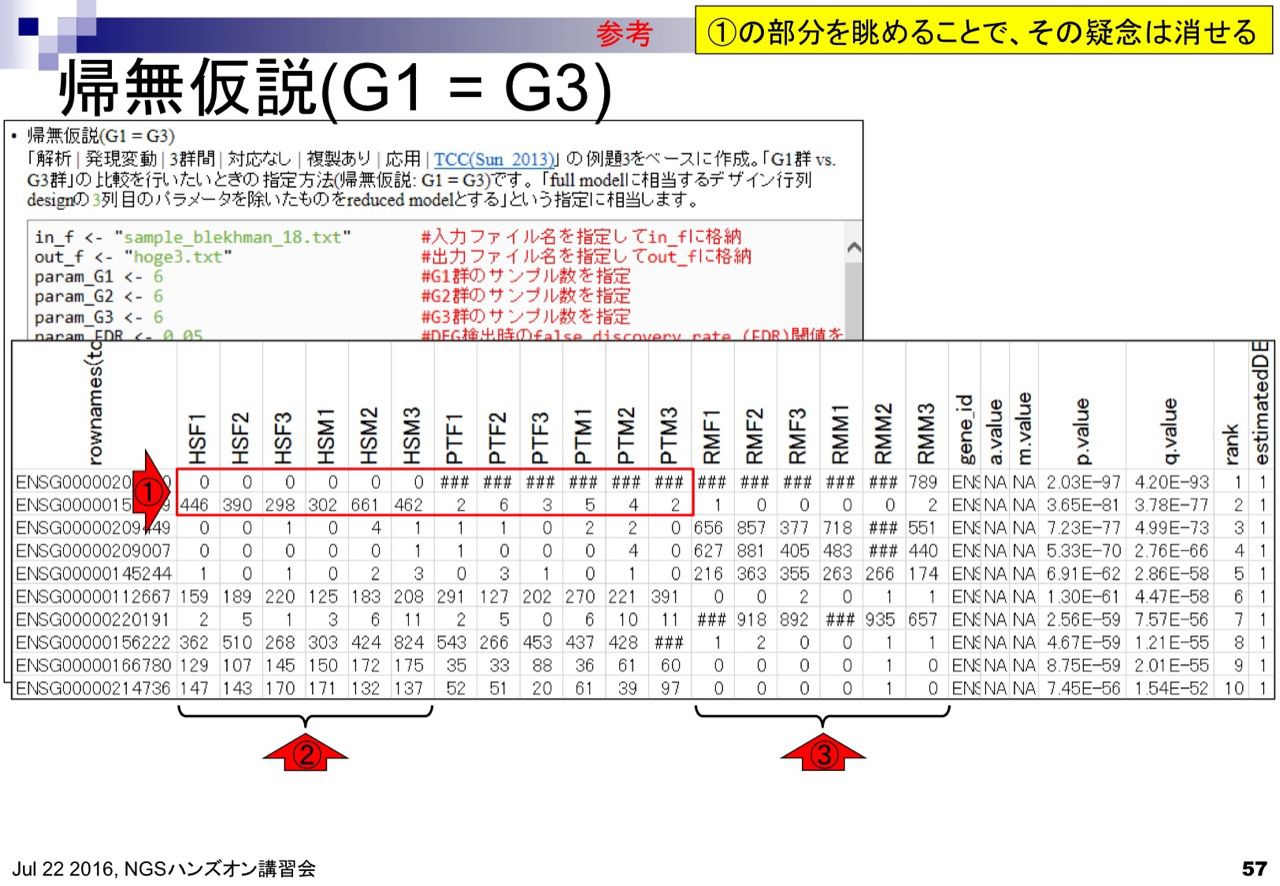 参考
①の部分を眺めることで、その疑念は消せる
帰無仮説(G1 = G3)
• 帰無仮説(G1 = G3)
「解析 | 発現変動 | 3群間 | 対応なし | 複製あり | 応用 | TCC(Sun_2013)」の例題3をベースに作成。「G1群 vs.
G3群」の比較を行いたいときの指定方法(帰無仮説: G1 = G3)です。「full modelに相当するデザイン行列
designの3列目のパラメータを除いたものをreduced modelとする」という指定に相当します。
in_f <- "sample_blekhman_18.txt" #入力ファイル名を指定してin_fに格納
out_f <- "hoge3.txt" #出力ファイル名を指定してout_fに格納
param_G1 <- 6 #G1群のサンプル数を指定
param_G2 <- 6 #G2群のサンプル数を指定
param_G3 <- 6 #G3群のサンプル数を指定
param_FDR <- 0.05 #DEG検出時のfalse discovery rate (FDR)閾値を
rownames(tc HSF1 HSF2 HSF3 HSM1 HSM2 HSM3 PTF1 PTF2 PTF3 PTM1 PTM2 PTM3 RMF1 RMF2 RMF3 RMM1 RMM2 RMM3 gene_id a.value m.value p.value q.value rank estimatedDE
ENSG0000020 0 0 0 0 0 0 0 ### ### ### ### ### ### ### ### ### ### ### 789 ENS NA NA 2.03E-97 4.20E-93 1 1
ENSG0000015 9 446 390 298 302 661 462 2 6 3 5 4 2 1 0 0 0 0 2 ENS NA NA 3.65E-81 3.78E-77 2 1
ENSG00000209449 0 0 1 0 4 1 1 1 0 2 2 0 656 857 377 718 ### 551 ENS NA NA 7.23E-77 4.99E-73 3 1
ENSG00000209007 0 0 0 0 0 1 1 0 0 0 4 0 627 881 405 483 ### 440 ENS NA NA 5.33E-70 2.76E-66 4 1
ENSG00000145244 1 0 1 0 2 3 0 3 1 0 1 0 216 363 355 263 266 174 ENS NA NA 6.91E-62 2.86E-58 5 1
ENSG00000112667 159 189 220 125 183 208 291 127 202 270 221 391 0 0 2 0 1 1 ENS NA NA 1.30E-61 4.47E-58 6 1
ENSG00000220191 2 5 1 3 6 11 2 5 0 6 10 11 ### 918 892 ### 935 657 ENS NA NA 2.56E-59 7.57E-56 7 1
ENSG00000156222 362 510 268 303 424 824 543 266 453 437 428 ### 1 2 0 0 1 1 ENS NA NA 4.67E-59 1.21E-55 8 1
ENSG00000166780 129 107 145 150 172 175 35 33 88 36 61 60 0 0 0 0 1 0 ENS NA NA 8.75E-59 2.01E-55 9 1
ENSG00000214736 147 143 170 171 132 137 52 51 20 61 39 97 0 0 0 0 1 0 ENS NA NA 7.45E-56 1.54E-52 10 1
①
② ③
Jul 22 2016, NGSハンズオン講習会
57